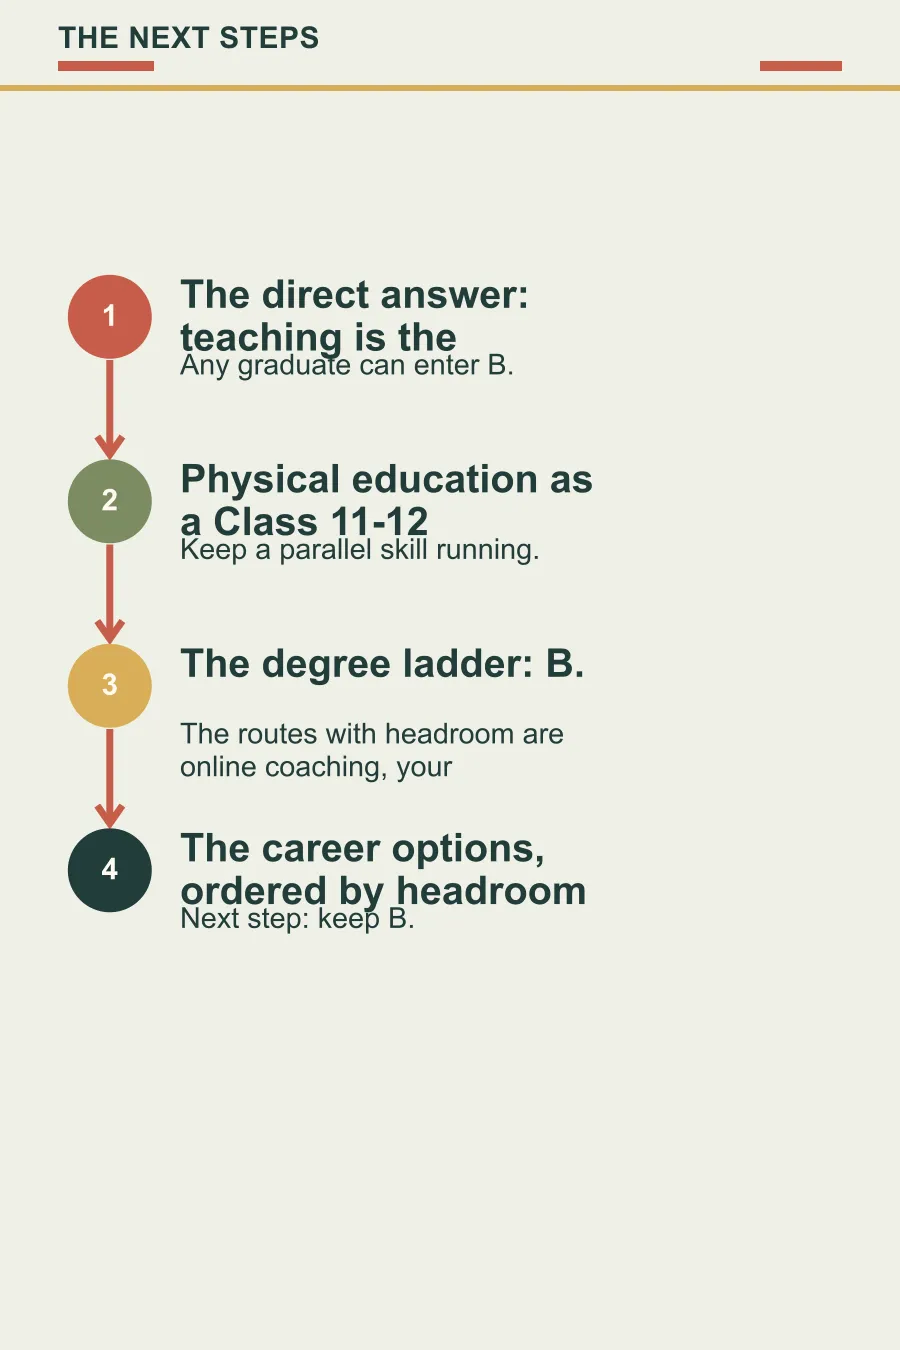 THE NEXT STEPS
1
The direct answer:
teaching is the
Any graduate can enter B.
2
Physical education as
a Class 11-12
Keep a parallel skill running.
3
The degree ladder: B.
The routes with headroom are
online coaching, your
4
The career options,
ordered by headroom
Next step: keep B.